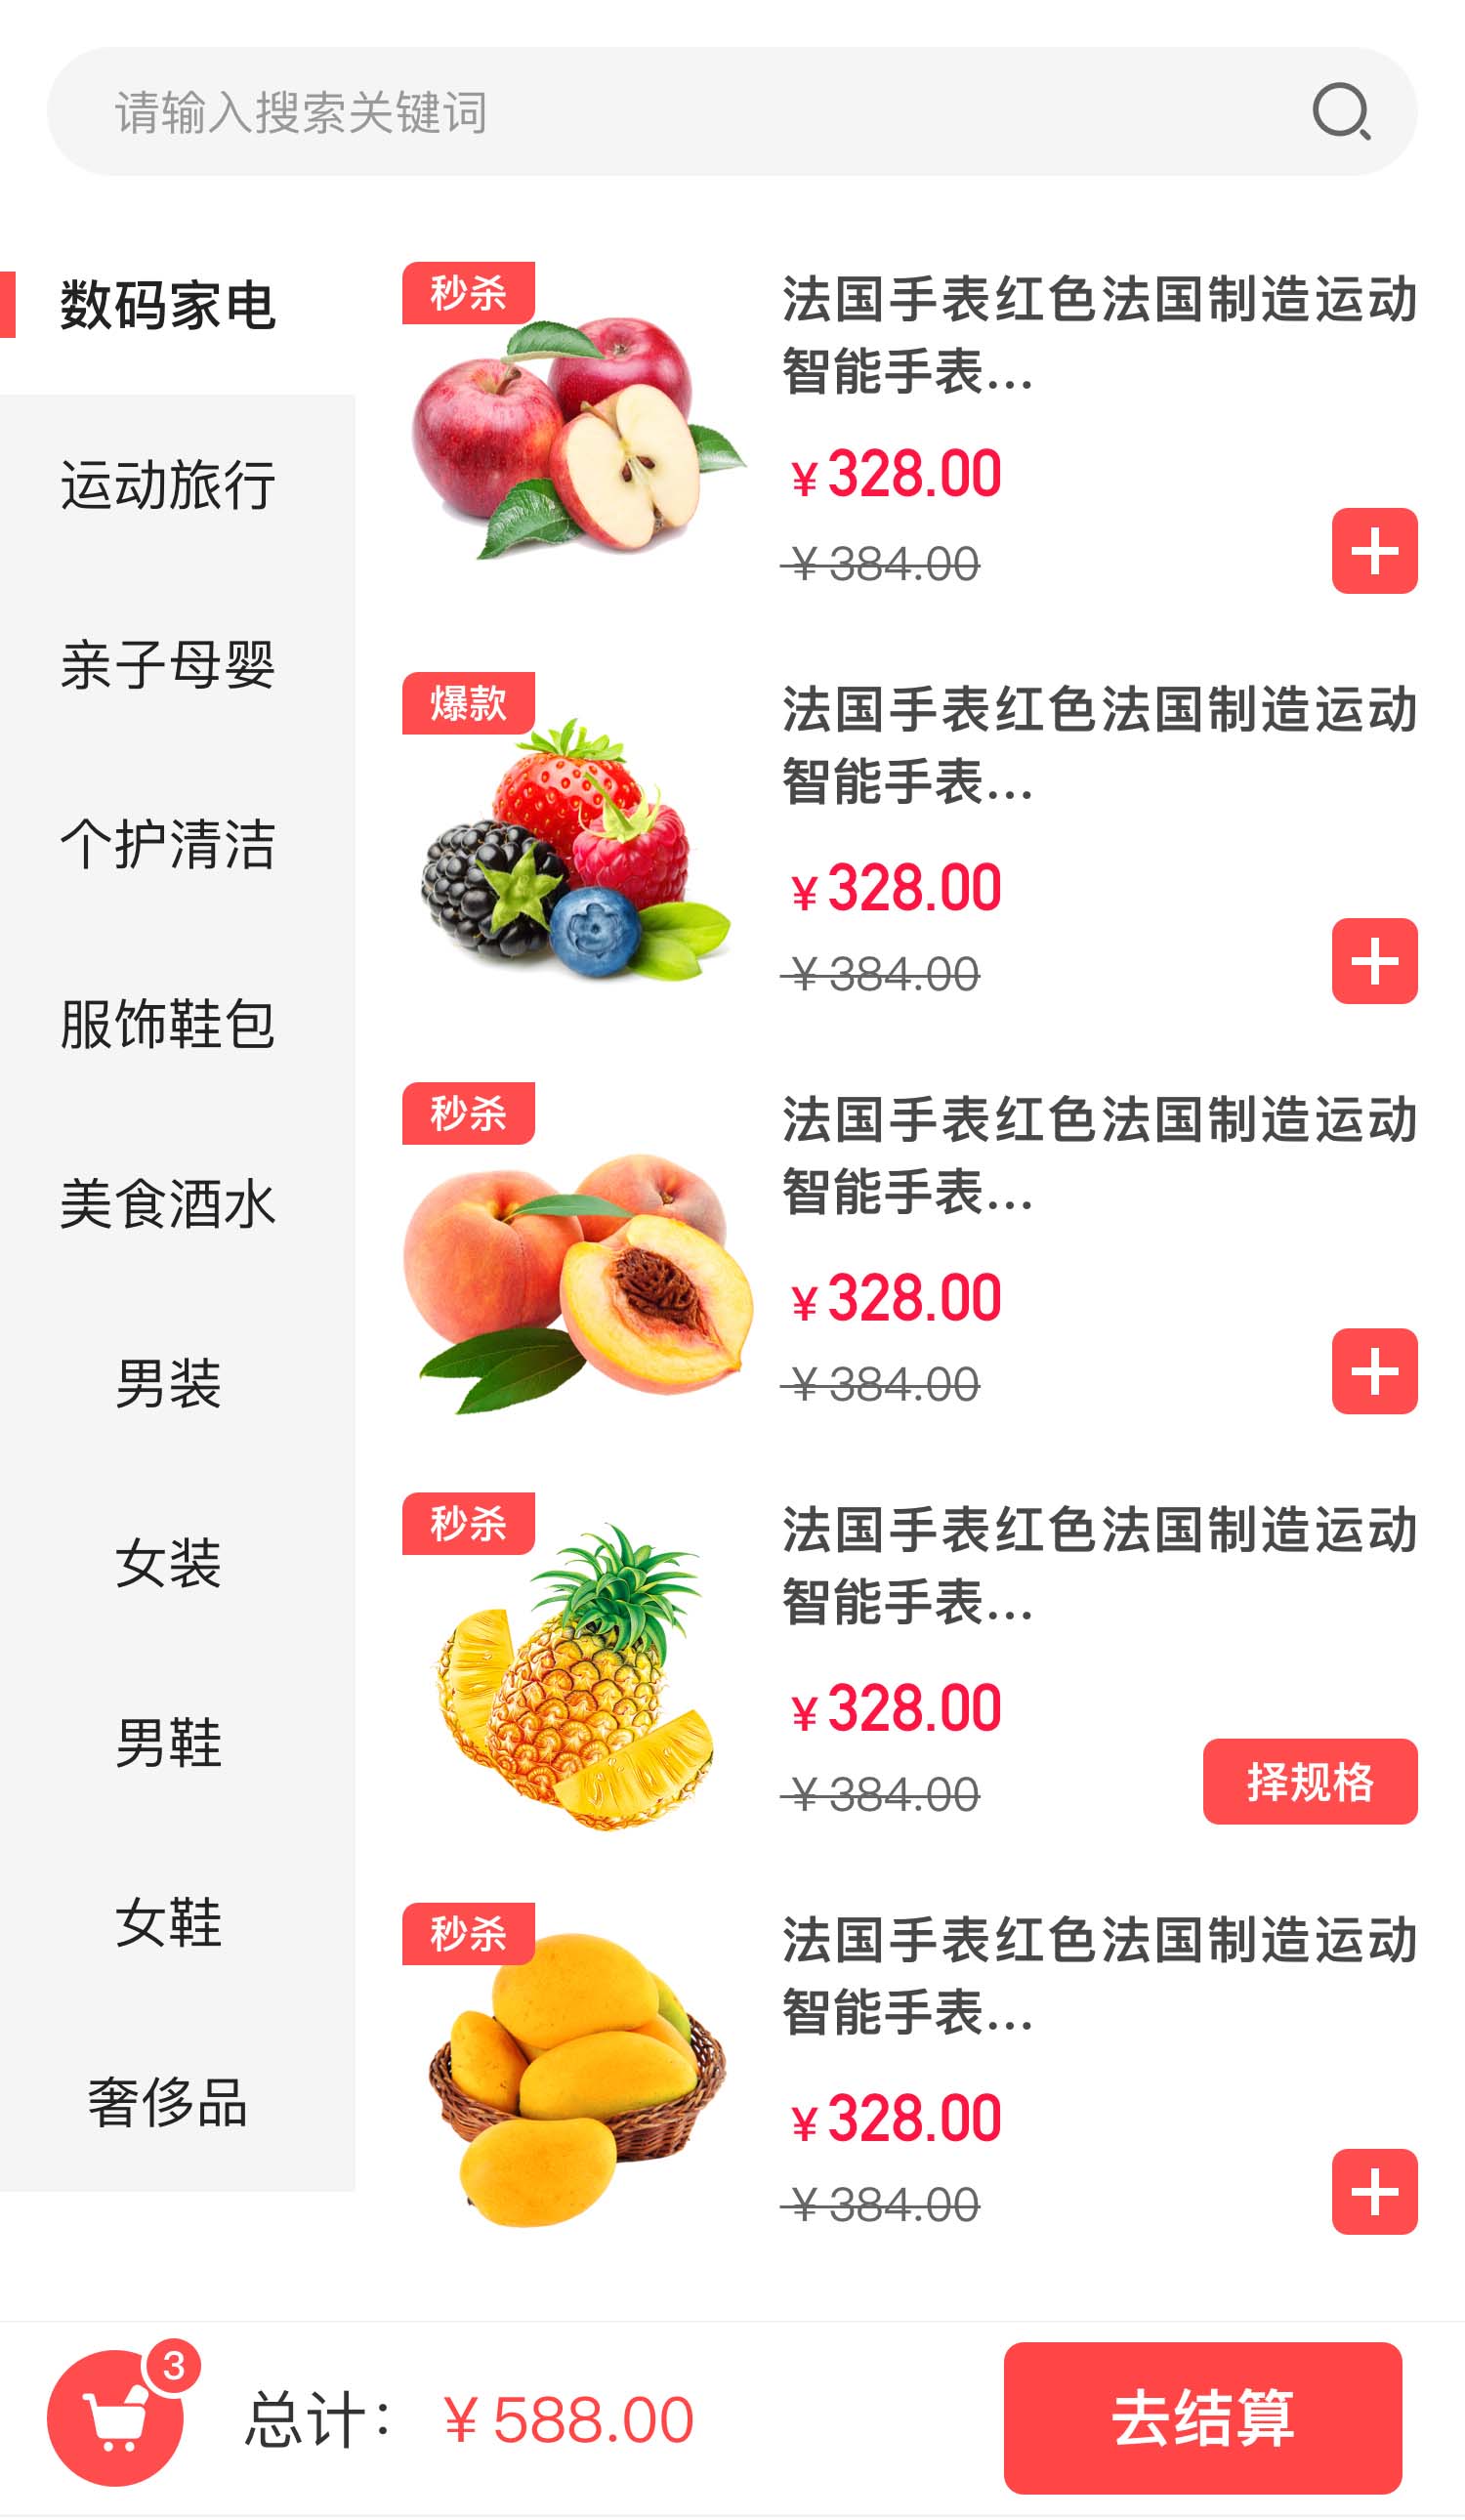 请输入搜索关键词
数码家电
运动旅行
亲子母婴
个护清洁
服饰鞋包
美食酒水
男装
女装
男鞋
女鞋
奢侈品
秒杀
法国手表红色法国制造运动
智能手表...
¥328.00
¥384.00
爆款
法国手表红色法国制造运动
智能手表...
¥328.00
¥384.00
秒杀
法国手表红色法国制造运动
智能手表...
¥328.00
¥384.00
秒杀
法国手表红色法国制造运动
智能手表...
¥328.00
¥384.00
择规格
秒杀
法国手表红色法国制造运动
智能手表...
¥328.00
¥384.00
3
总计： ¥588.00
去结算